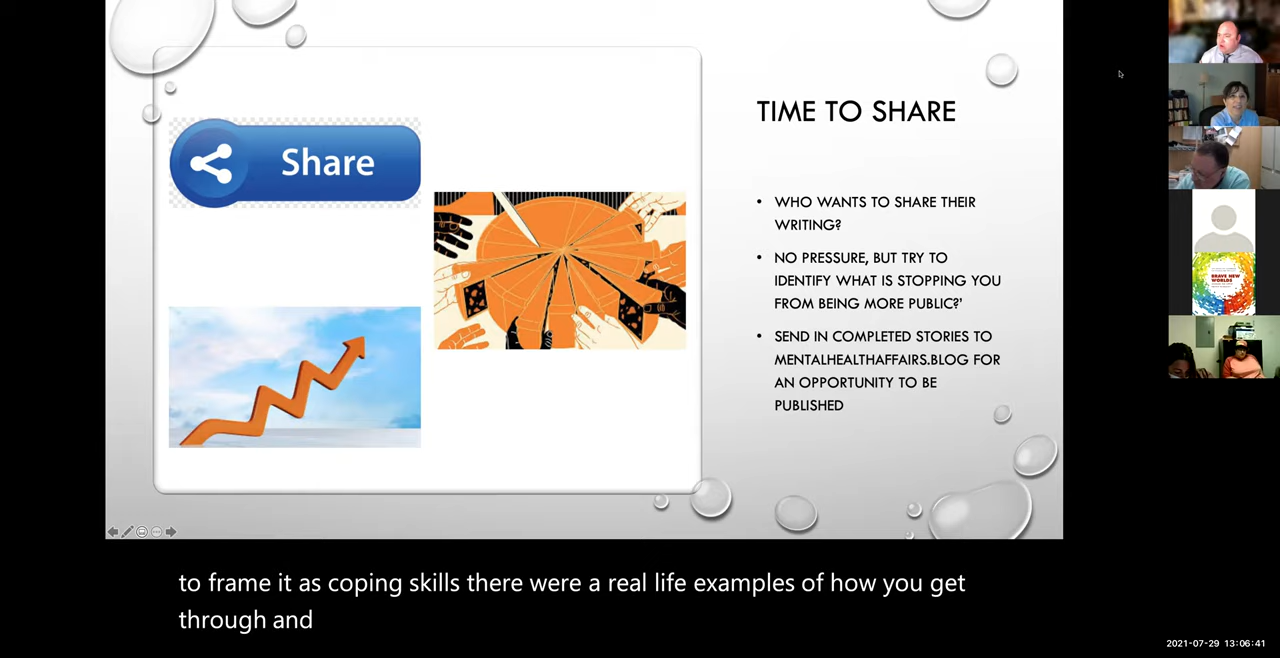 Share
TIME TO SHARE
• WHO WANTS TO SHARE THEIR
WRITING?
• NO PRESSURE, BUT TRY TO
IDENTIFY WHAT IS STOPPING YOU
FROM BEING MORE PUBLIC?'
• SEND IN COMPLETED STORIES TO
MENTALHEALTHAFFAIRS.BLOG FOR
AN OPPORTUNITY TO BE
PUBLISHED
BRAVE NEW
WORLDS
to frame it as coping skills there were a real life examples of how you get
through and
2021-07-29 13:06:41